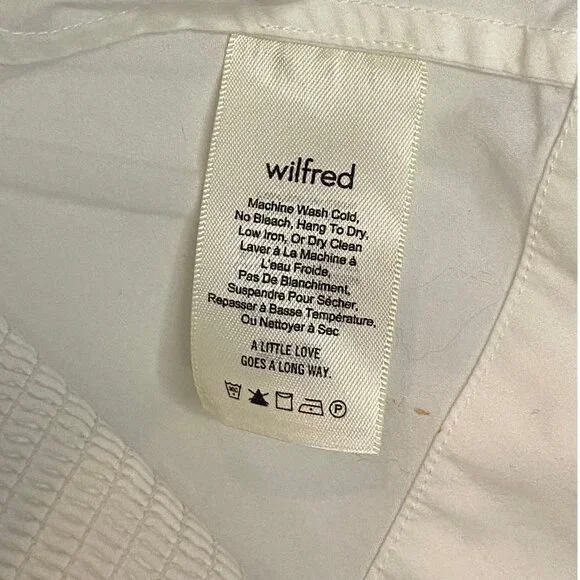 wilfred
Machine Wash Cold,
No Bleach, Hang To Dry,
Low Iron, Or Dry Clean
Laver à La Machine à
L'eau Froide,
Pas De Blanchiment,
Suspendre Pour Sécher,
Repasser à Basse Température,
Ou Nettoyer à Sec
A LITTLE LOVE
GOES A LONG WAY.
P